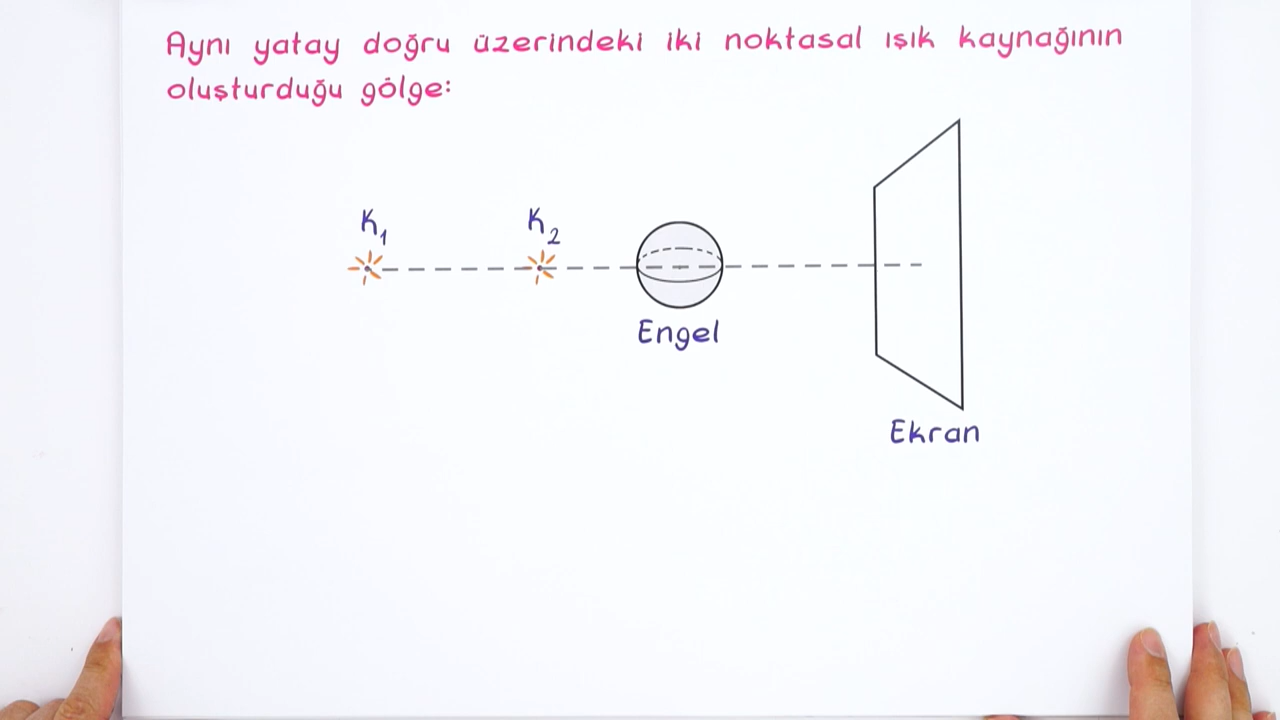 Aynı yatay doğru üzerindeki iki noktasal ışık kaynağının
oluşturduğu gölge:
K₁
K₂
Engel
Ekran